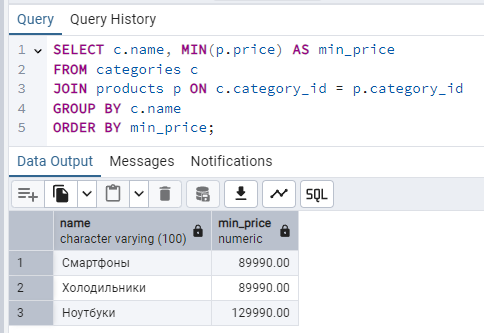 Query Query History
1 SELECT c.name, MIN(p.price) AS min_price
2 FROM categories c
3 JOIN products p ON c.category_id = p.category_id
4 GROUP BY c.name
5 ORDER BY min_price;
Data Output Messages Notifications
SQL
name min_price
character varying (100) numeric
1 Смартфоны 89990.00
2 Холодильники 89990.00
3 Ноутбуки 129990.00